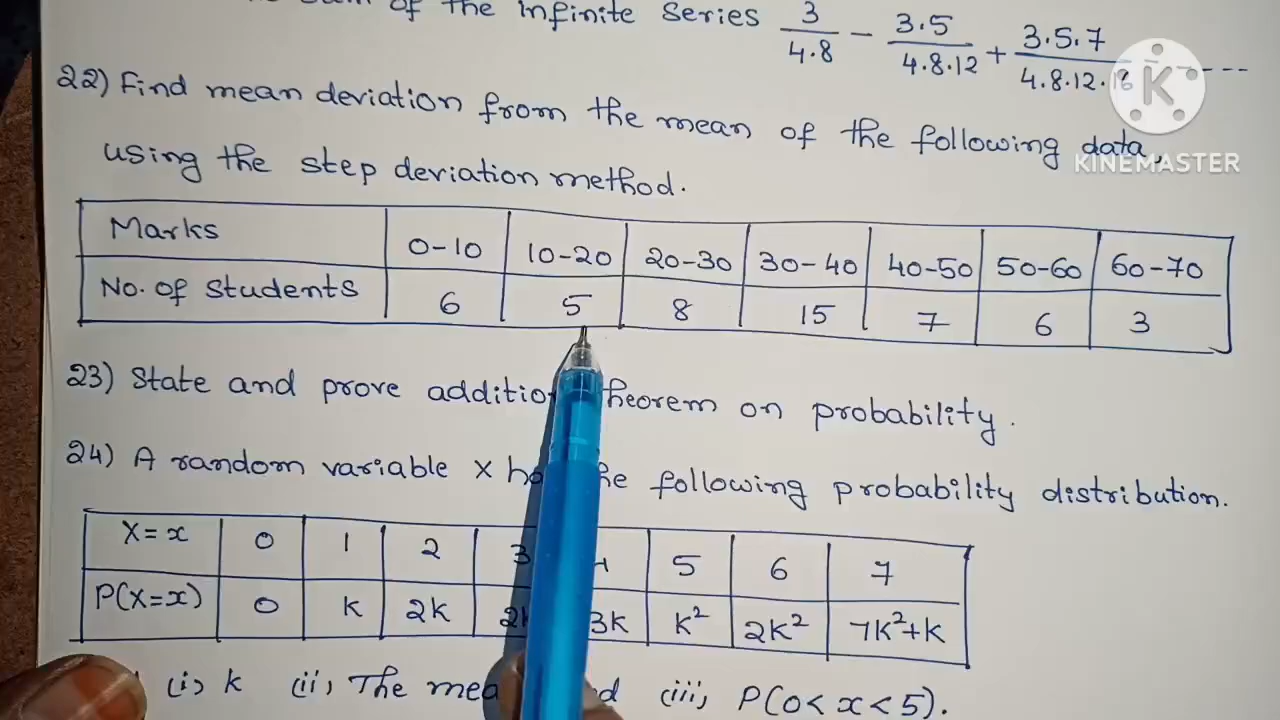 of the infinite series 3/4.8 - 3.5/4.8.12 + 3.5.7/4.8.12.16 - ----
22) Find mean deviation from the mean of the following data,
using the step deviation method.
Marks 0-10 10-20 20-30 30-40 40-50 50-60 60-70
No. of students 6 5 8 15 7 6 3
23) State and prove addition theorem on probability.
24) A random variable x the following probability distribution.
X=x 0 1 2 3 5 6 7
P(X=x) 0 k 2k 3k k² 2k² 7k²+k
(i) k (ii) The (iii) P(0<x<5).
K
KINEMASTER